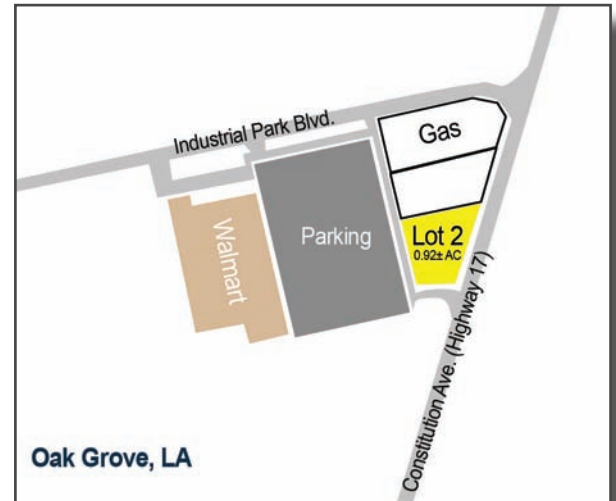 Industrial Park Blvd.
Gas
Walmart
Parking
Lot 2
0.92± AC
Constitution Ave. (Highway 17)
Oak Grove, LA